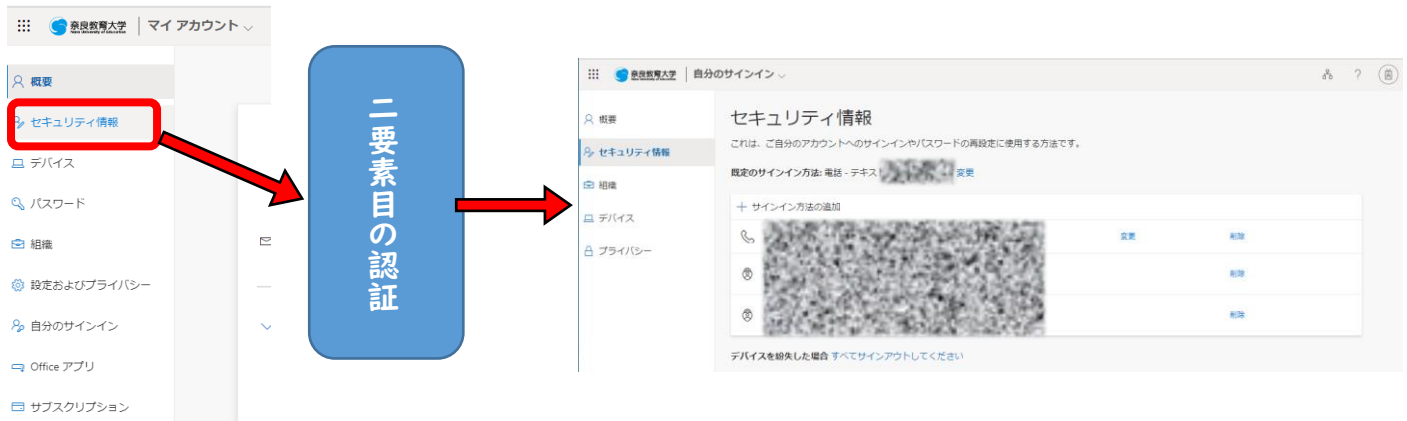 奈良教育大学
Nara University of Education
マイ アカウント
概要
セキュリティ情報
デバイス
パスワード
組織
設定およびプライバシー
自分のサインイン
Office アプリ
サブスクリプション
二要素目の認証
奈良教育大学
自分のサインイン
?
概要
セキュリティ情報
組織
デバイス
プライバシー
セキュリティ情報
これは、ご自分のアカウントへのサインインやパスワードの再設定に使用する方法です。
既定のサインイン方法: 電話 - テキス 変更
+ サインイン方法の追加
変更 削除
削除
削除
デバイスを紛失した場合 すべてサインアウトしてください